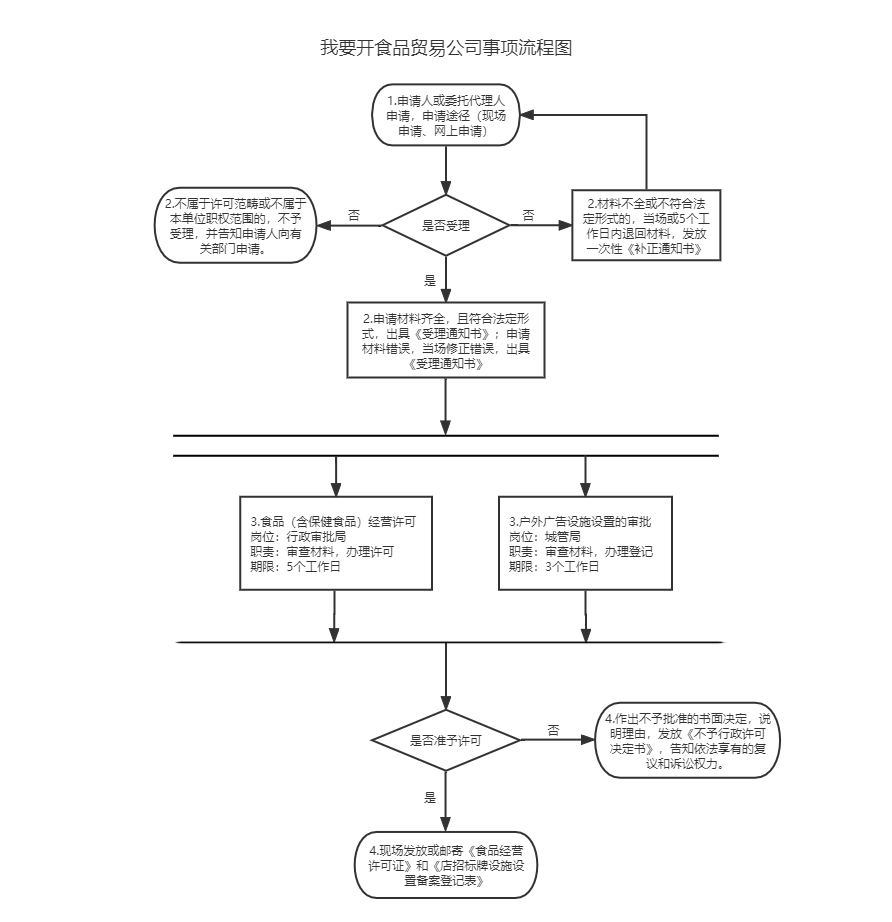 我要开食品贸易公司事项流程图
1.申请人或委托代理人
申请，申请途径（现场
申请、网上申请）
2.不属于许可范畴或不属于
本单位职权范围的，不予
受理，并告知申请人向有
关部门申请。
否
是否受理
否
2.材料不全或不符合法
定形式的，当场或5个工
作日内退回材料，发放
一次性《补正通知书》
是
2.申请材料齐全，且符合法定形
式，出具《受理通知书》；申请
材料错误，当场修正错误，出具
《受理通知书》
3.食品（含保健食品）经营许可
岗位：行政审批局
职责：审查材料，办理许可
期限：5个工作日
3.户外广告设施设置的审批
岗位：城管局
职责：审查材料，办理登记
期限：3个工作日
是否准予许可
否
4.作出不予批准的书面决定，说
明理由，发放《不予行政许可
决定书》，告知依法享有的复
议和诉讼权力。
是
4.现场发放或邮寄《食品经营
许可证》和《店招标牌设施设
置备案登记表》